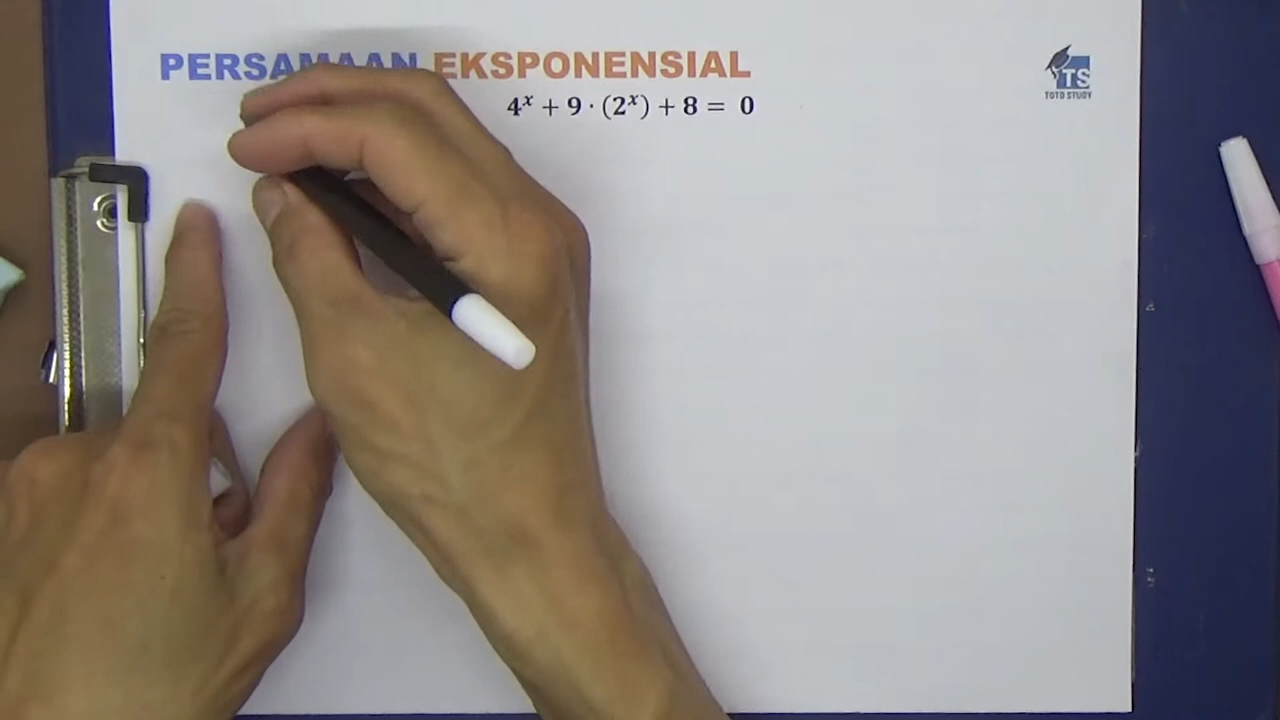 PERSAMAAN EKSPONENSIAL
4ˣ + 9 · (2ˣ) + 8 = 0
TS
TOTO STUDY